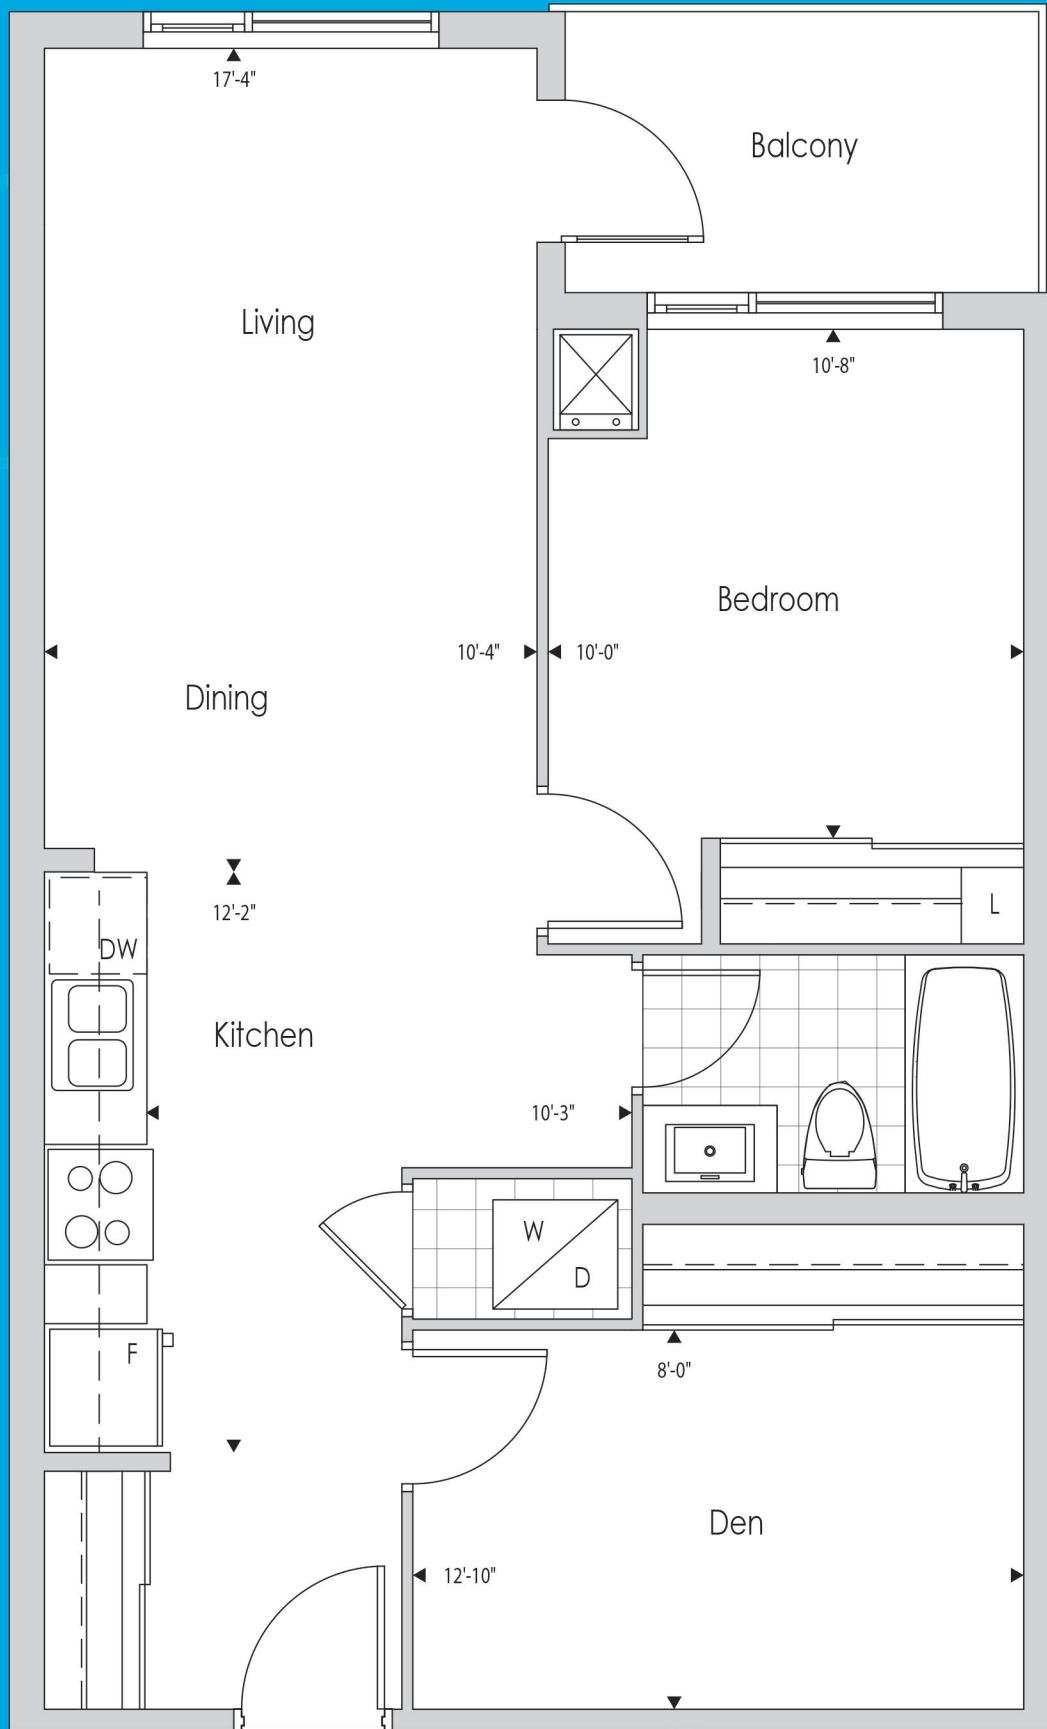 17'-4"
Balcony
Living
10'-8"
Bedroom
10'-4"
10'-0"
Dining
12'-2"
L
DW
Kitchen
10'-3"
W
D
F
8'-0"
Den
12'-10"